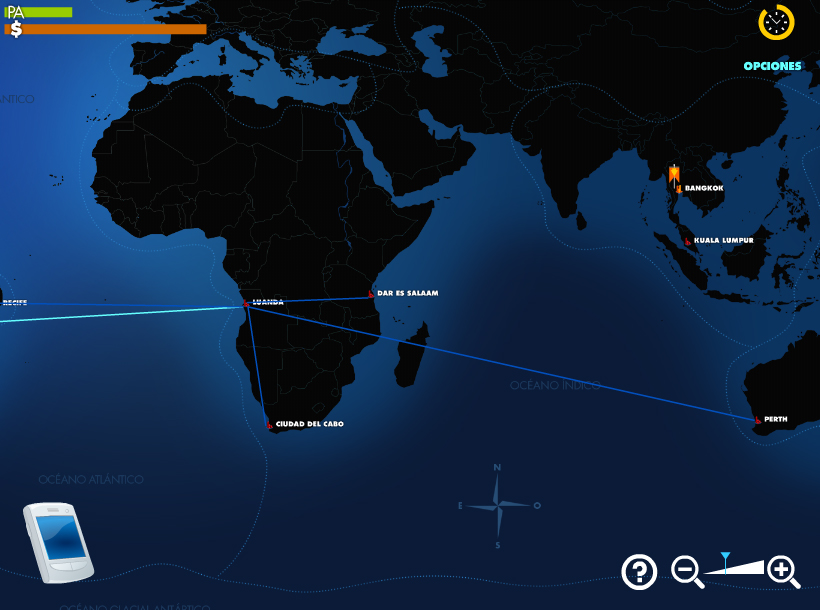 PA
$
OPCIONES
NTICO
BANGKOK
KUALA LUMPUR
DAR ES SALAAM
RECIFE
LUANDA
OCÉANO ÍNDICO
PERTH
CIUDAD DEL CABO
N
E
O
S
OCÉANO ATLÁNTICO
?
OCÉANO GLACIAL ANTÁRTICO